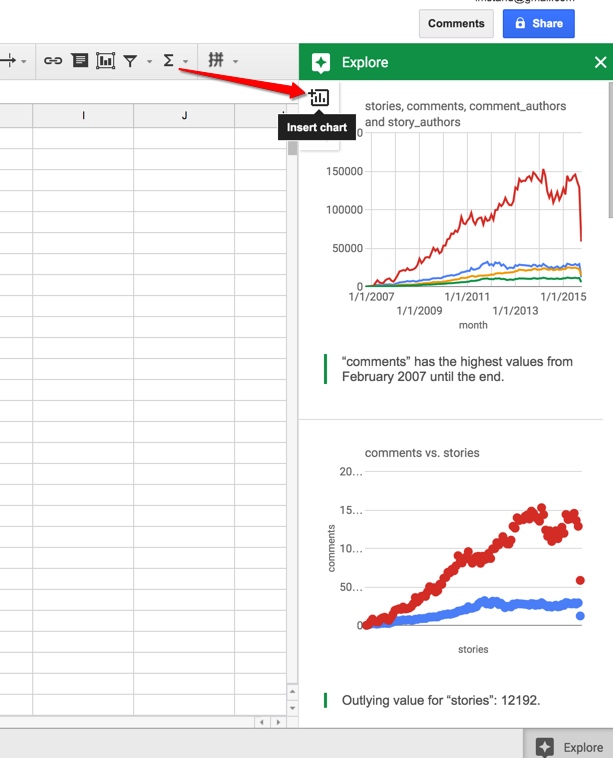 Comments
Share
Explore
Insert chart
I
J
stories, comments, comment_authors
and story_authors
0
150000
100000
50000
0
1/1/2007
1/1/2011
1/1/2015
1/1/2009
1/1/2013
month
“comments” has the highest values from
February 2007 until the end.
comments vs. stories
20...
15...
10...
50...
0
comments
stories
Outlying value for “stories”: 12192.
Explore